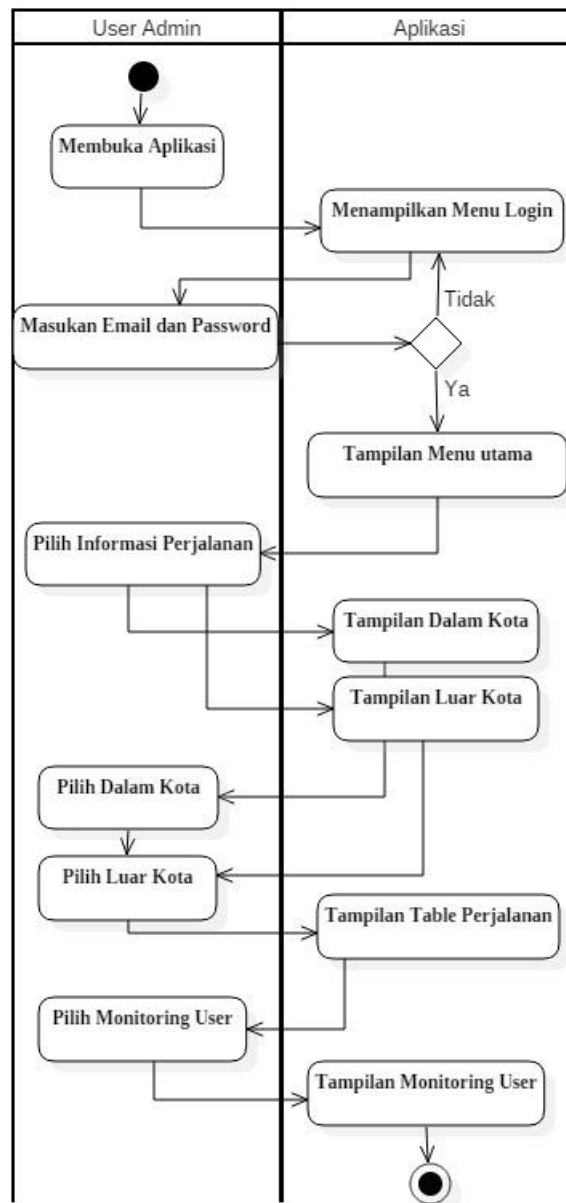 User Admin
Aplikasi
Membuka Aplikasi
Menampilkan Menu Login
Tidak
Masukan Email dan Password
Ya
Tampilan Menu utama
Pilih Informasi Perjalanan
Tampilan Dalam Kota
Tampilan Luar Kota
Pilih Dalam Kota
Pilih Luar Kota
Tampilan Table Perjalanan
Pilih Monitoring User
Tampilan Monitoring User